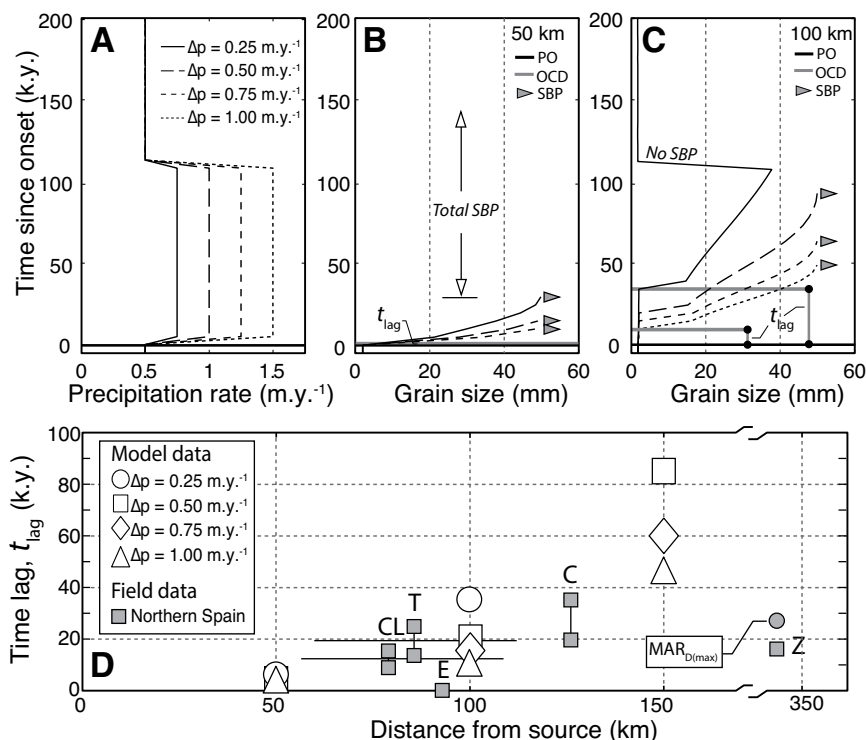 A
Δp = 0.25 m.y.⁻¹
Δp = 0.50 m.y.⁻¹
Δp = 0.75 m.y.⁻¹
Δp = 1.00 m.y.⁻¹
Time since onset (k.y.)
200
150
100
50
0
0.5
1
1.5
Precipitation rate (m.y.⁻¹)
B
50 km
PO
OCD
SBP
Total SBP
t lag
200
150
100
50
0
0
20
40
60
Grain size (mm)
C
100 km
PO
OCD
SBP
No SBP
t lag
200
150
100
50
0
0
20
40
60
Grain size (mm)
Time lag, t lag (k.y.)
100
80
60
40
20
0
Model data
Δp = 0.25 m.y.⁻¹
Δp = 0.50 m.y.⁻¹
Δp = 0.75 m.y.⁻¹
Δp = 1.00 m.y.⁻¹
Field data
Northern Spain
CL
T
E
C
MAR D(max)
Z
D
0
50
100
150
350
Distance from source (km)